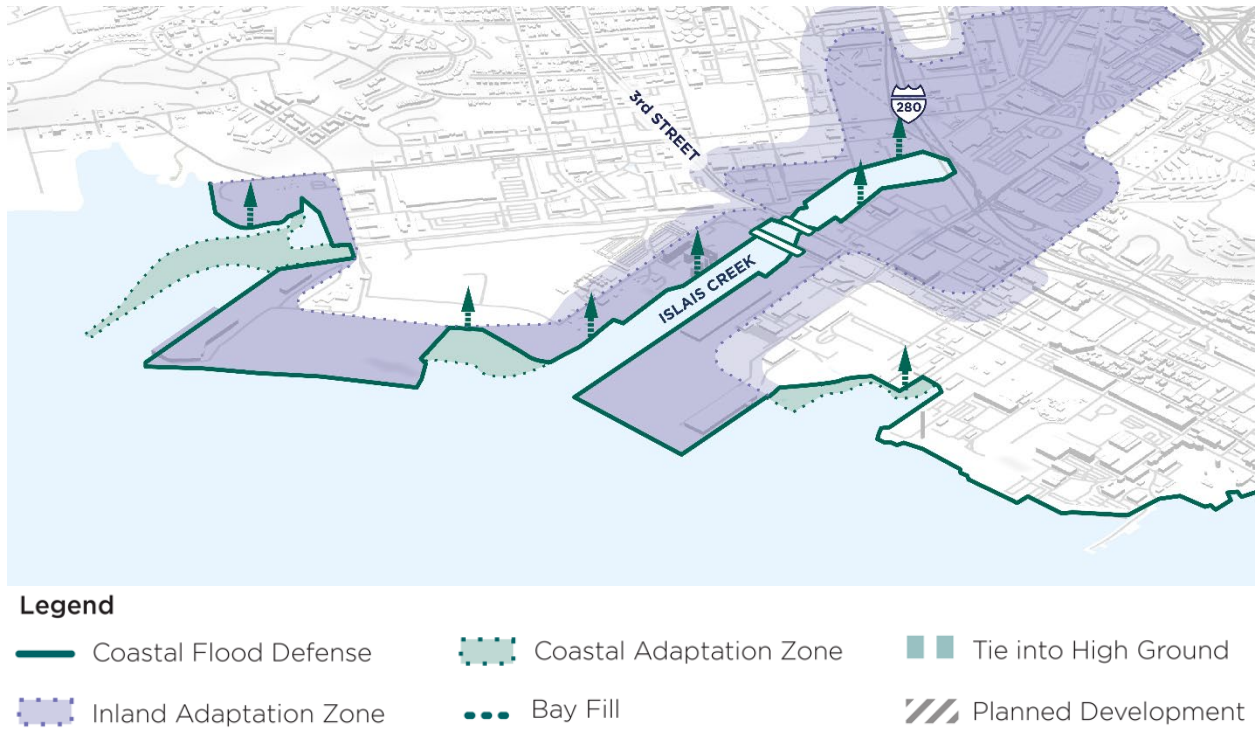 3rd STREET
280
ISLAIS CREEK
Legend
Coastal Flood Defense
Coastal Adaptation Zone
Tie into High Ground
Inland Adaptation Zone
Bay Fill
Planned Development